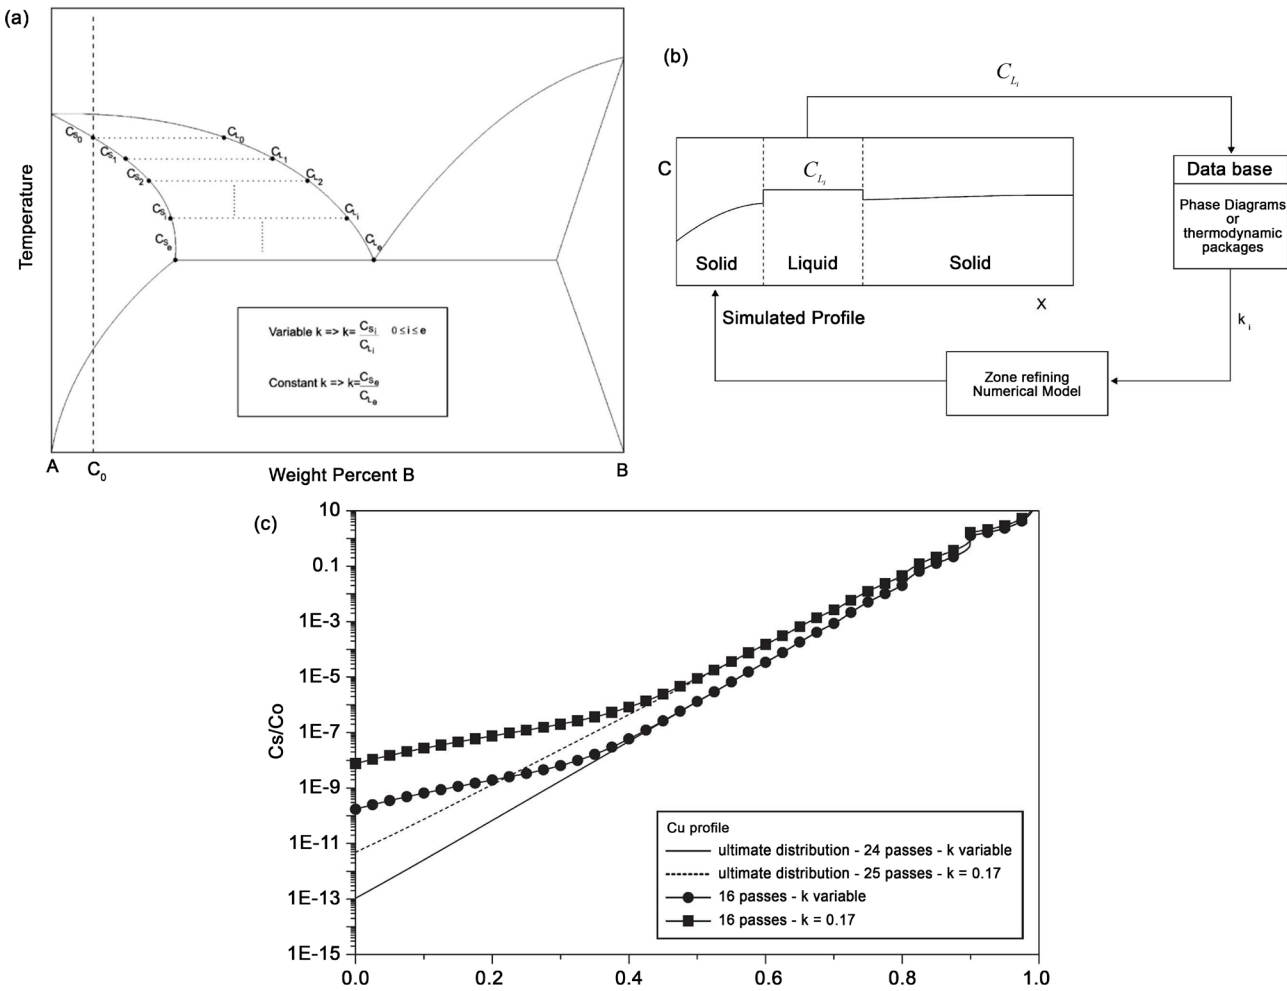 (a)
Temperature
C_S0
C_S1
C_S2
C_Si
C_Se
C_L0
C_L1
C_L2
C_Li
C_Le
Variable k => k= C_Si / C_Li 0 ≤ i ≤ e
Constant k => k= C_Se / C_Le
A
C_0
Weight Percent B
B
(b)
C_Li
C
C_Li
Solid
Liquid
Solid
X
Data base
Phase Diagrams
or
thermodynamic
packages
k_i
Zone refining
Numerical Model
Simulated Profile
(c)
Cs/Co
10
0.1
1E-3
1E-5
1E-7
1E-9
1E-11
1E-13
1E-15
0.0
0.2
0.4
0.6
0.8
1.0
Cu profile
ultimate distribution - 24 passes - k variable
ultimate distribution - 25 passes - k = 0.17
16 passes - k variable
16 passes - k = 0.17